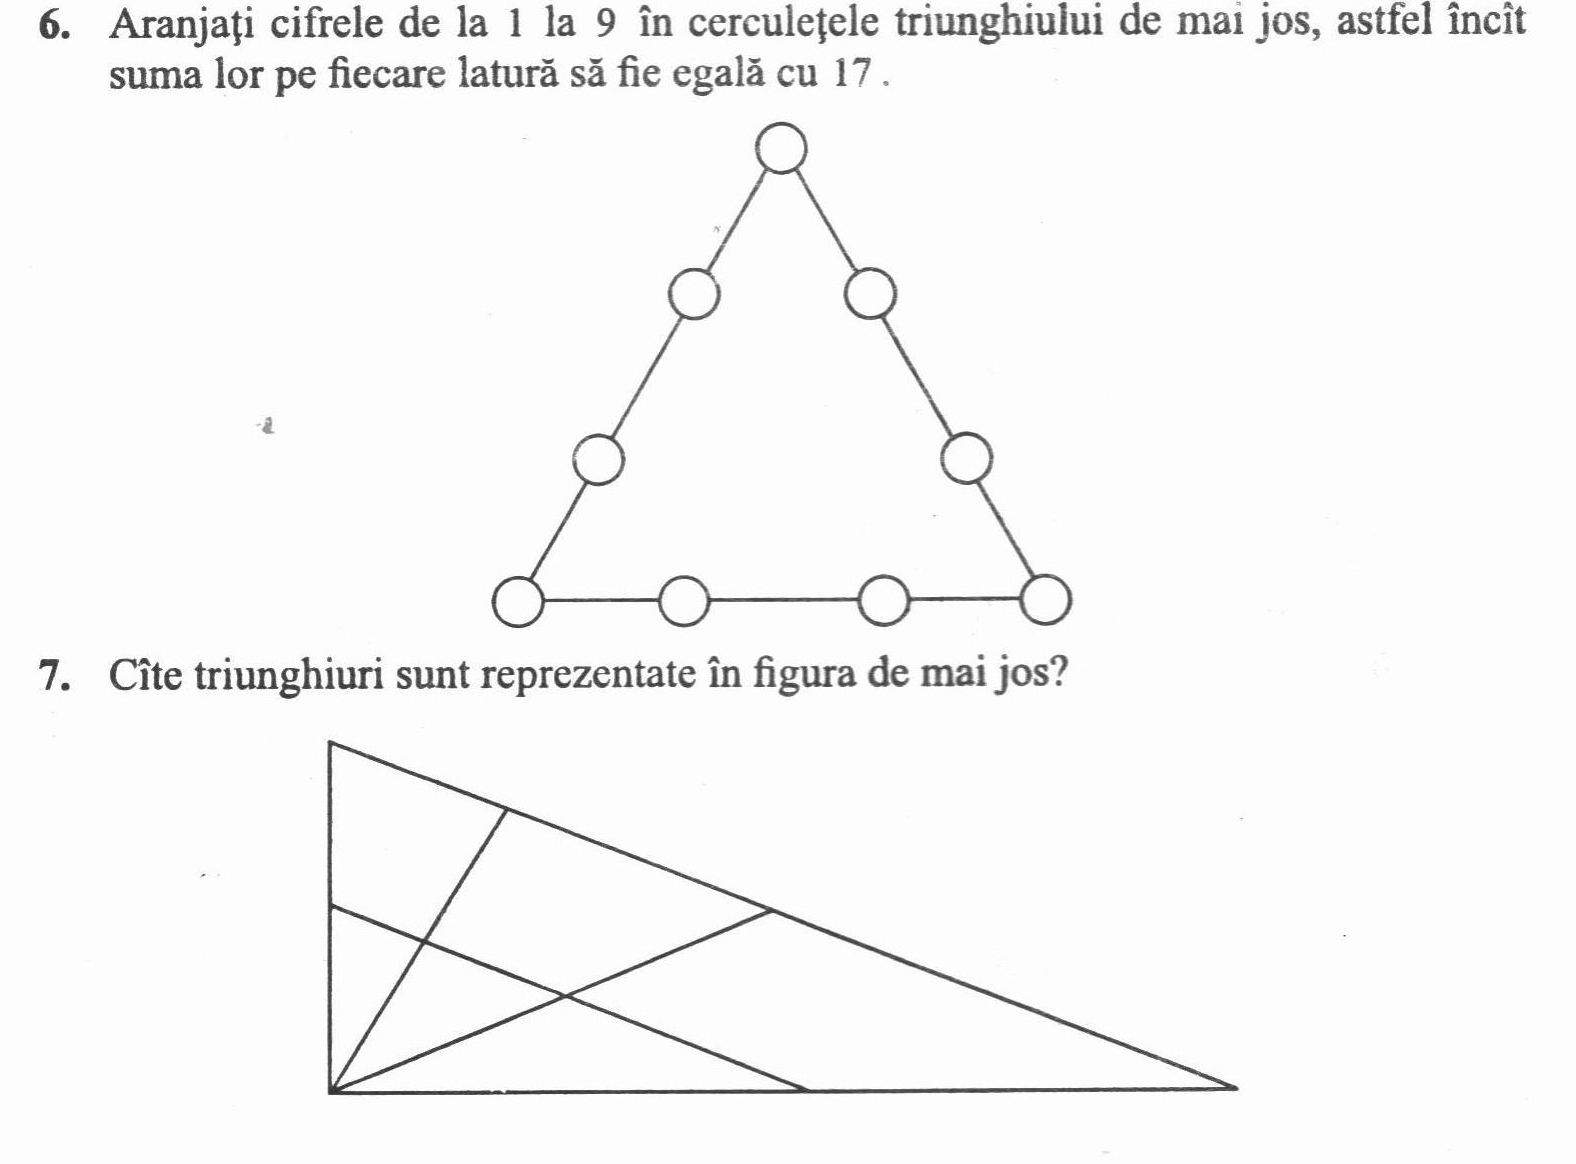 6. Aranjaţi cifrele de la 1 la 9 în cerculeţele triunghiului de mai jos, astfel încît
suma lor pe fiecare latură să fie egală cu 17 .
7. Cîte triunghiuri sunt reprezentate în figura de mai jos?